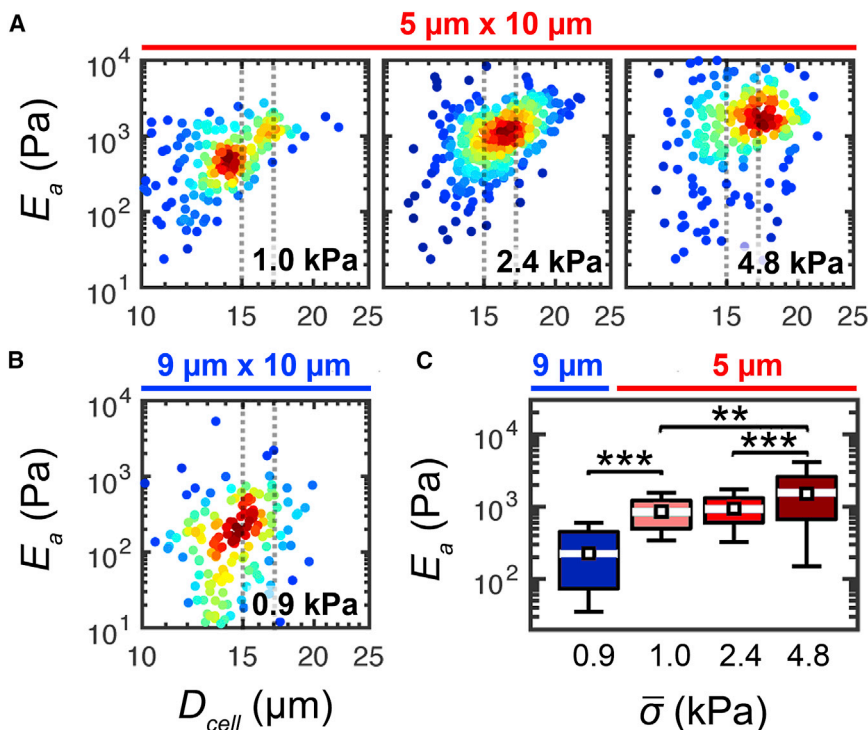 A
5 µm x 10 µm
E_a (Pa)
10^4
10^3
10^2
10^1
1.0 kPa
2.4 kPa
4.8 kPa
10 15 20 25
15 20 25
15 20 25
B
9 µm x 10 µm
E_a (Pa)
10^4
10^3
10^2
10^1
0.9 kPa
10 15 20 25
D_cell (µm)
C
9 µm 5 µm
E_a (Pa)
10^4
10^3
10^2
**
*** ***
0.9 1.0 2.4 4.8
σ̄ (kPa)